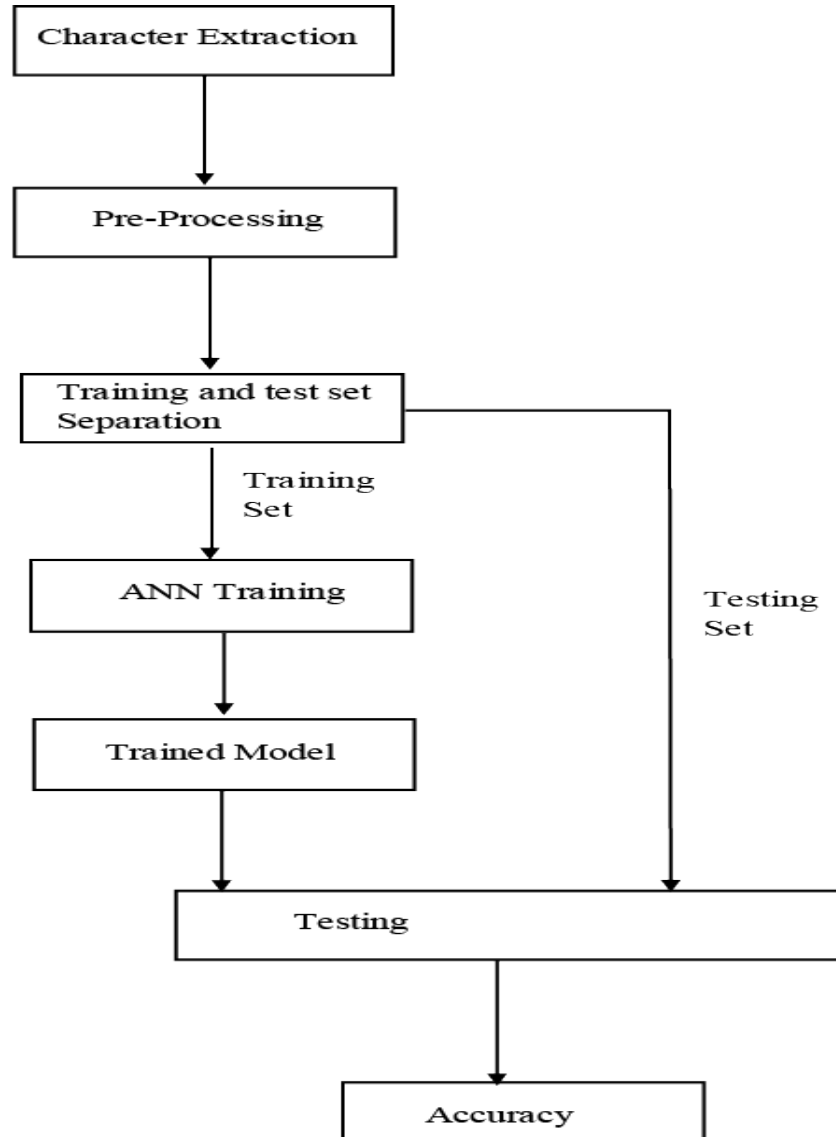 Character Extraction
Pre-Processing
Training and test set
Separation
Training
Set
ANN Training
Testing
Set
Trained Model
Testing
Accuracy